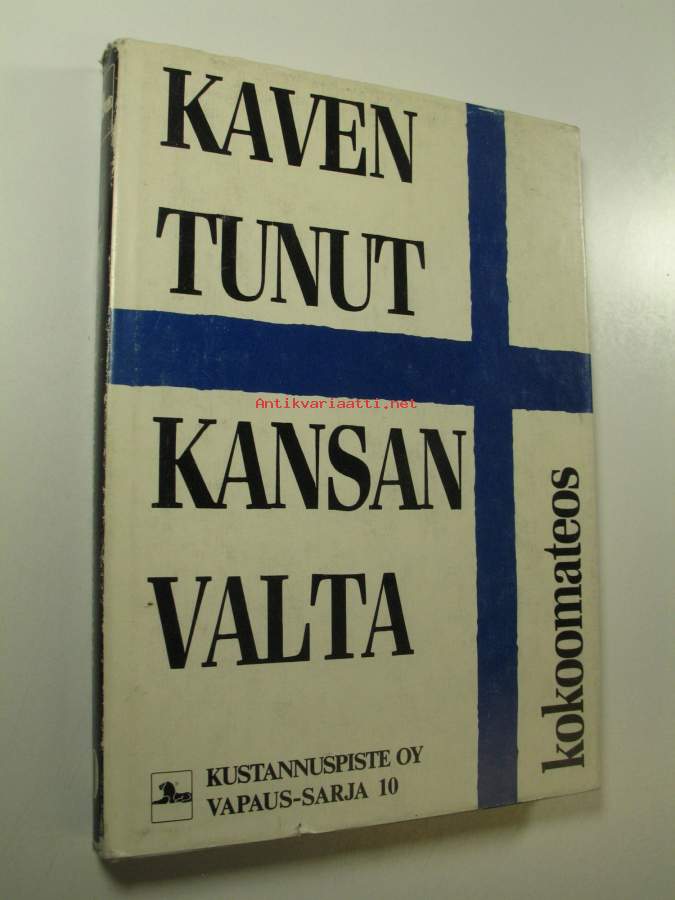 KAVEN
TUNUT
Antikvariaatti.net
KANSAN
VALTA
kokoomateos
KUSTANNUSPISTE OY
VAPAUS-SARJA 10